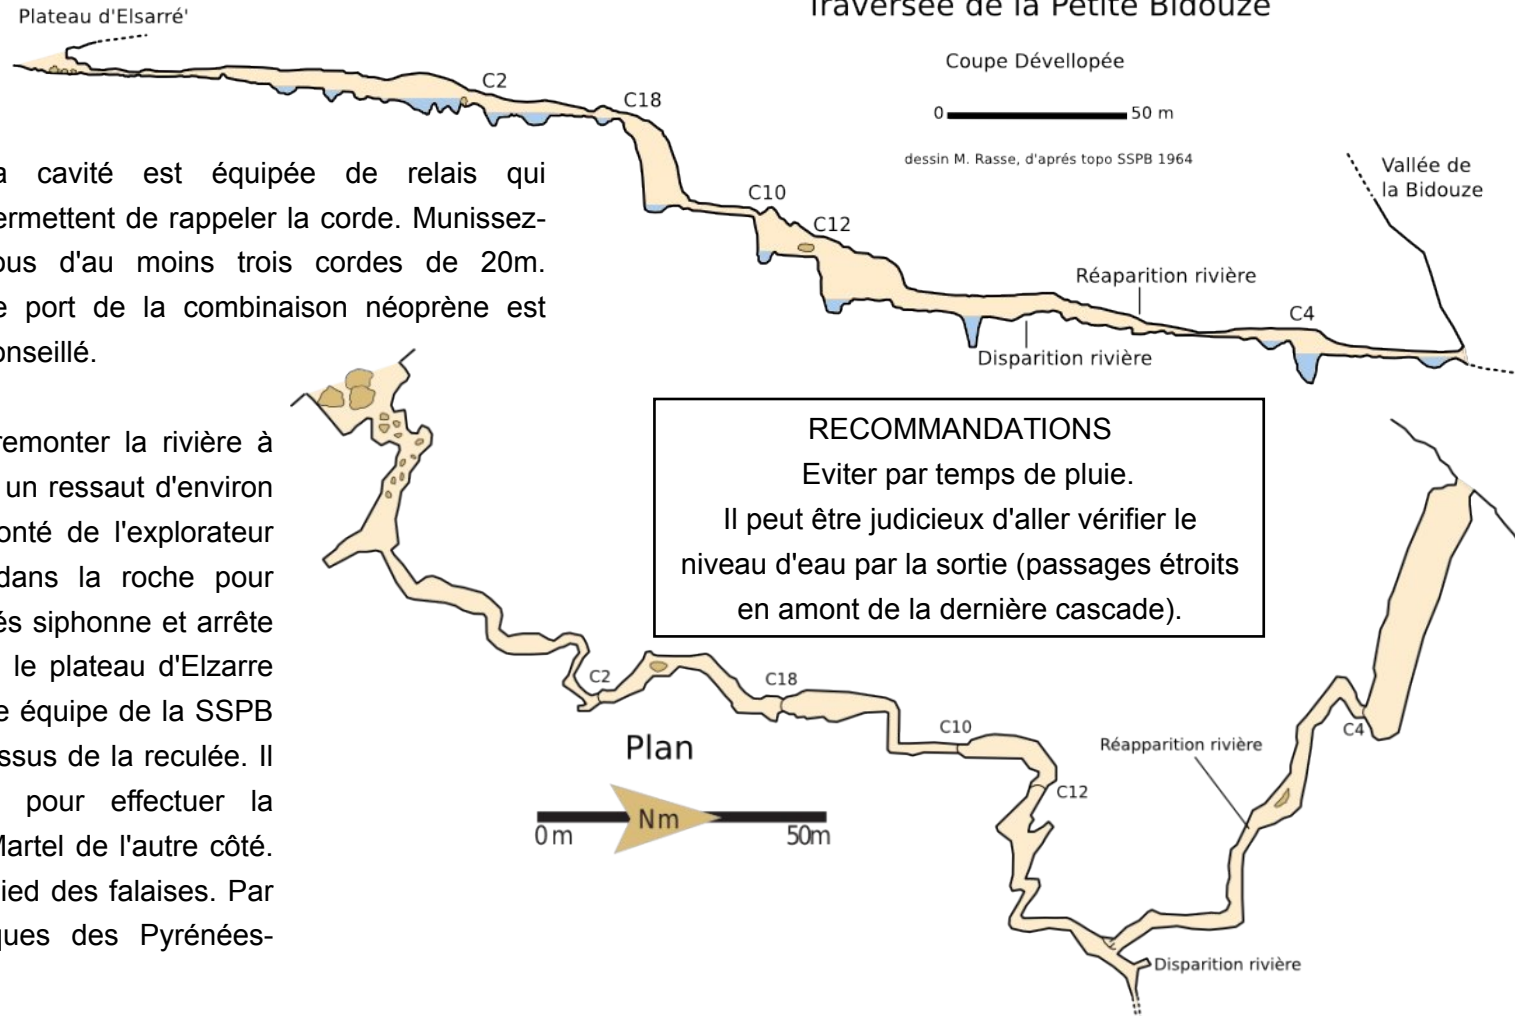 Traversée de la Petite Bidouze
Plateau d'Elsarré'
Coupe Dévellopée
0 50 m
dessin M. Rasse, d'aprés topo SSPB 1964
C2
C18
C10
C12
Réaparition rivière
Disparition rivière
C4
Vallée de
la Bidouze
a cavité est équipée de relais qui
ermettent de rappeler la corde. Munissez-
ous d'au moins trois cordes de 20m.
e port de la combinaison néoprène est
onseillé.
remonter la rivière à
un ressaut d'environ
onté de l'explorateur
dans la roche pour
és siphonne et arrête
le plateau d'Elzarre
e équipe de la SSPB
ssus de la reculée. Il
pour effectuer la
Martel de l'autre côté.
ied des falaises. Par
ques des Pyrénées-
RECOMMANDATIONS
Eviter par temps de pluie.
Il peut être judicieux d'aller vérifier le
niveau d'eau par la sortie (passages étroits
en amont de la dernière cascade).
C2
C18
C10
C12
Réapparition rivière
C4
Disparition rivière
Plan
Nm
0 m 50m